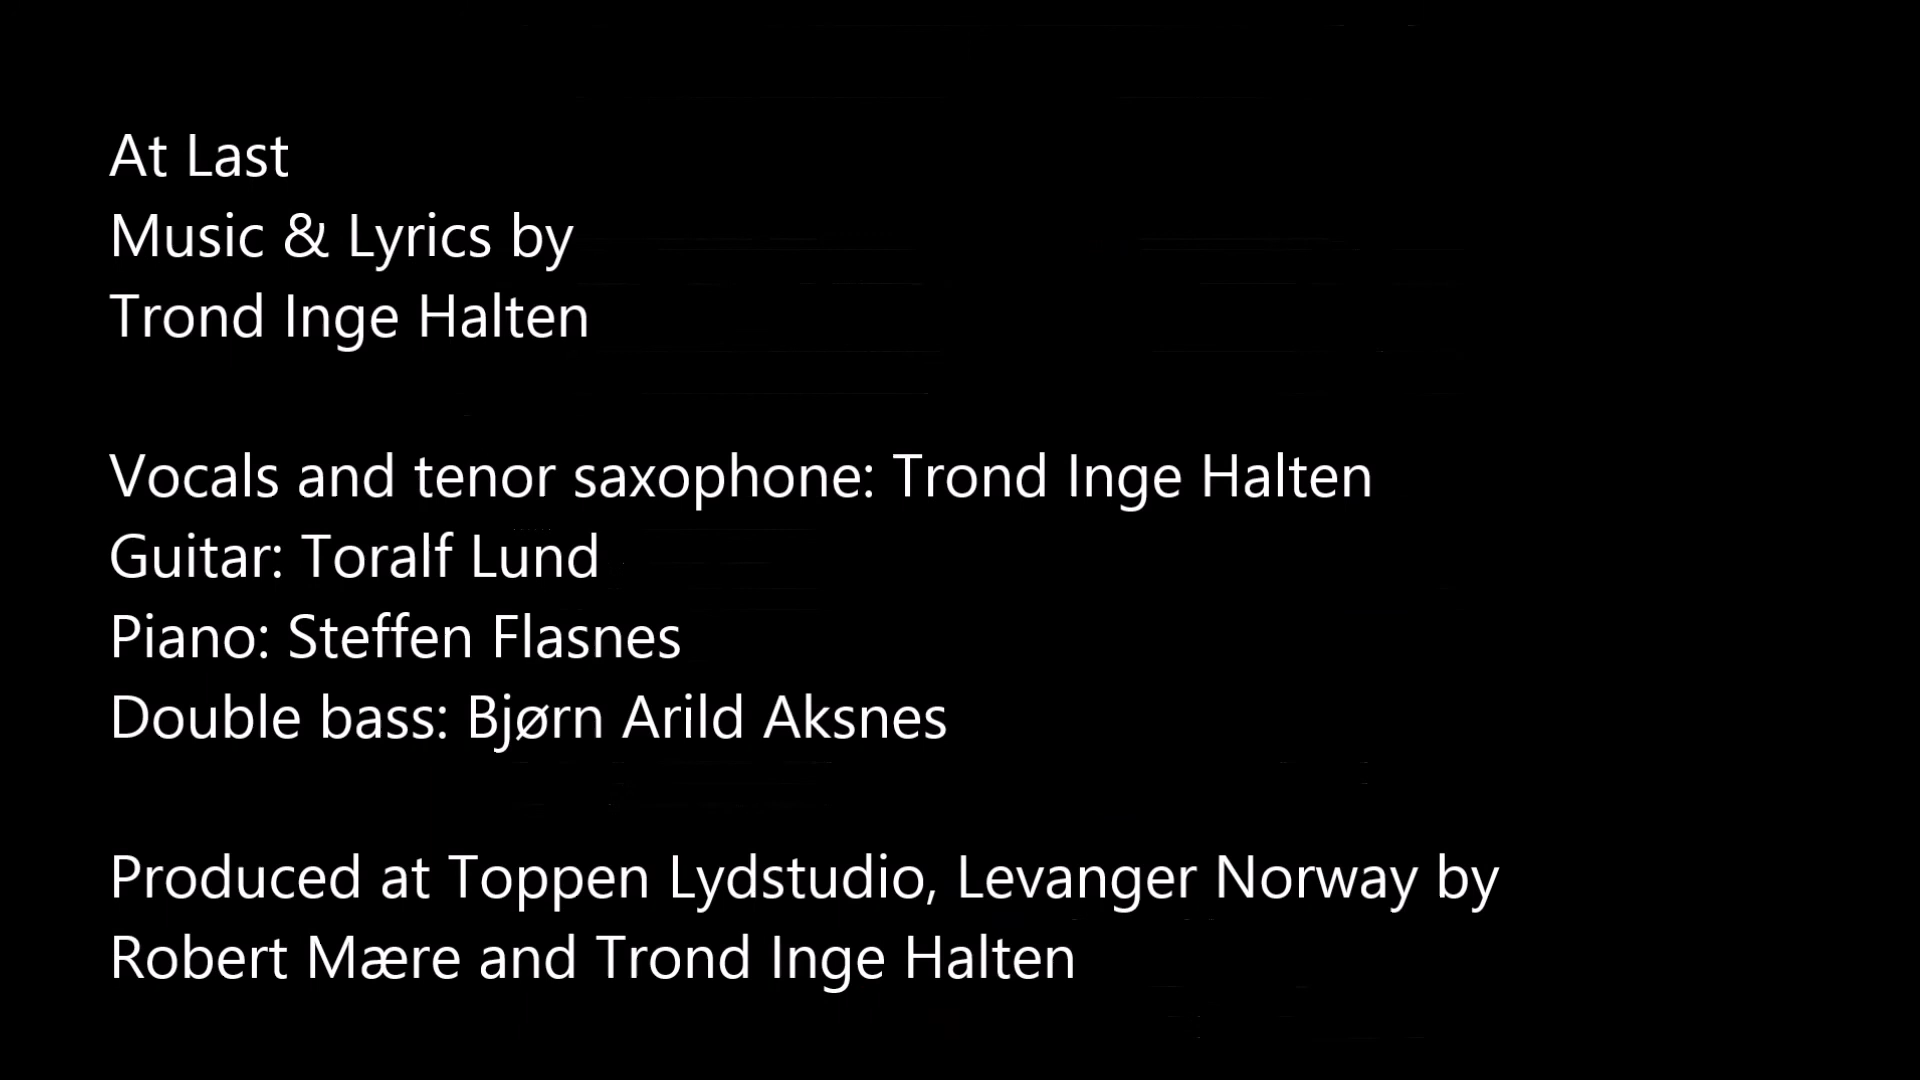 At Last
Music & Lyrics by
Trond Inge Halten
Vocals and tenor saxophone: Trond Inge Halten
Guitar: Toralf Lund
Piano: Steffen Flasnes
Double bass: Bjørn Arild Aksnes
Produced at Toppen Lydstudio, Levanger Norway by
Robert Mære and Trond Inge Halten